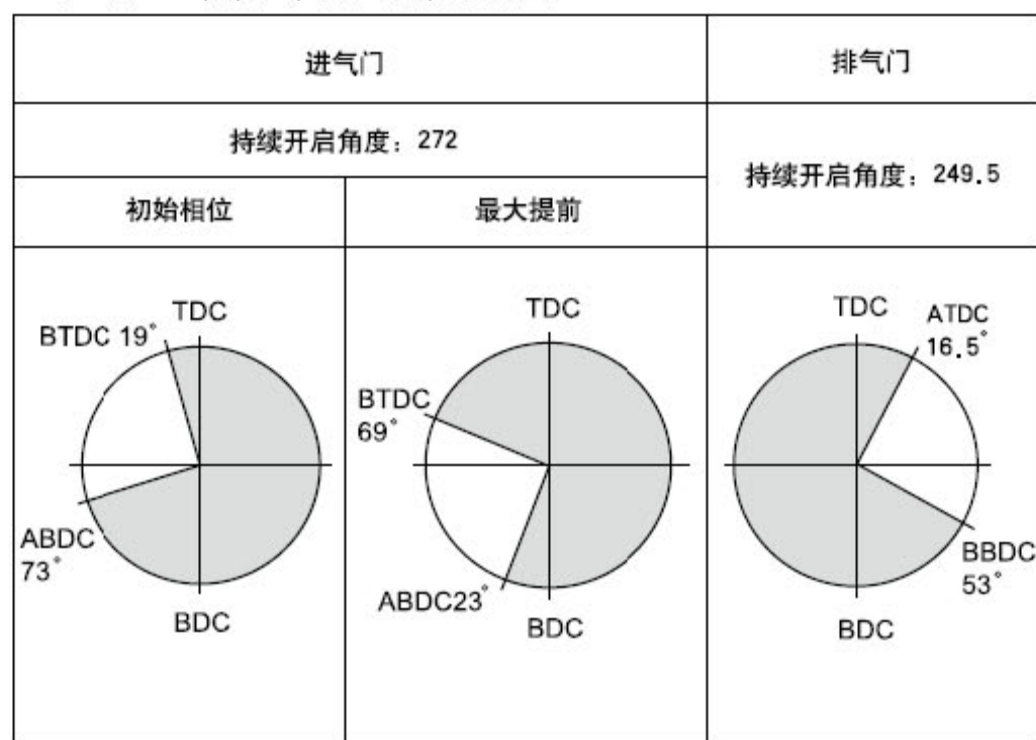 进气门
排气门
持续开启角度：272
持续开启角度：249.5
初始相位
最大提前
TDC
BTDC 19°
ABDC
73°
BDC
TDC
BTDC
69°
ABDC23°
BDC
TDC
ATDC
16.5°
BBDC
53°
BDC